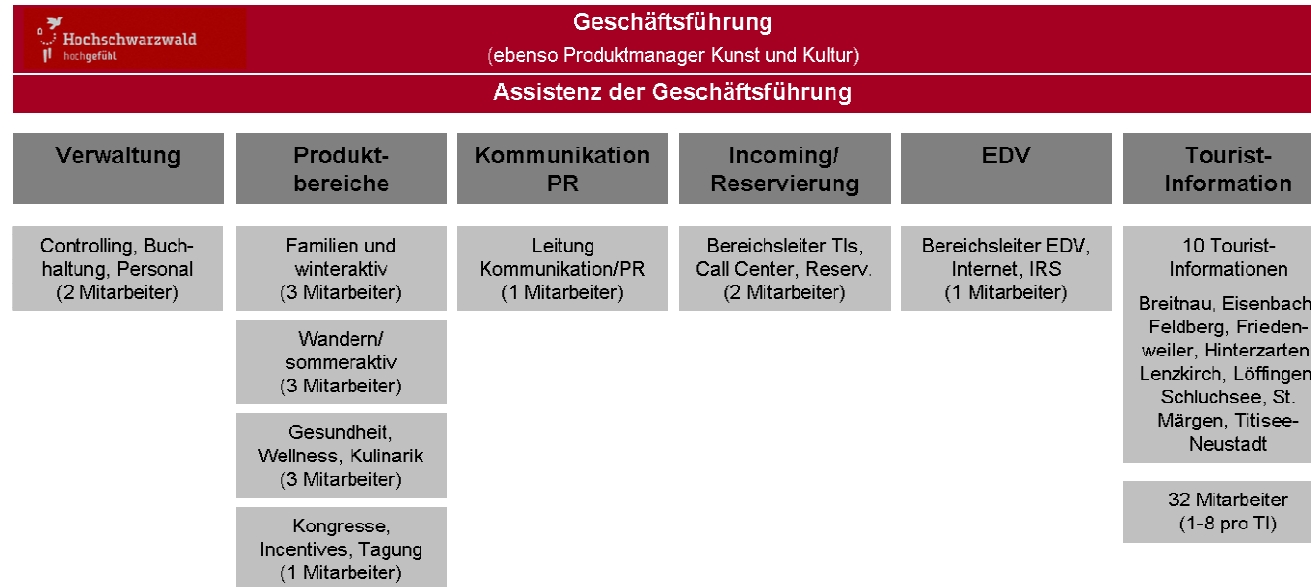 Hochschwarzwald
hochgefühl
Geschäftsführung
(ebenso Produktmanager Kunst und Kultur)
Assistenz der Geschäftsführung
Verwaltung
Controlling, Buch-
haltung, Personal
(2 Mitarbeiter)
Produkt-
bereiche
Familien und
winteraktiv
(3 Mitarbeiter)
Wandern/
sommeraktiv
(3 Mitarbeiter)
Gesundheit,
Wellness, Kulinarik
(3 Mitarbeiter)
Kongresse,
Incentives, Tagung
(1 Mitarbeiter)
Kommunikation
PR
Leitung
Kommunikation/PR
(1 Mitarbeiter)
Incoming/
Reservierung
Bereichsleiter TIs,
Call Center, Reserv.
(2 Mitarbeiter)
EDV
Bereichsleiter EDV,
Internet, IRS
(1 Mitarbeiter)
Tourist-
Information
10 Tourist-
Informationen
Breitnau, Eisenbach
Feldberg, Frieden-
weiler, Hinterzarten
Lenzkirch, Löffingen
Schluchsee, St.
Märgen, Titisee-
Neustadt
32 Mitarbeiter
(1-8 pro TI)